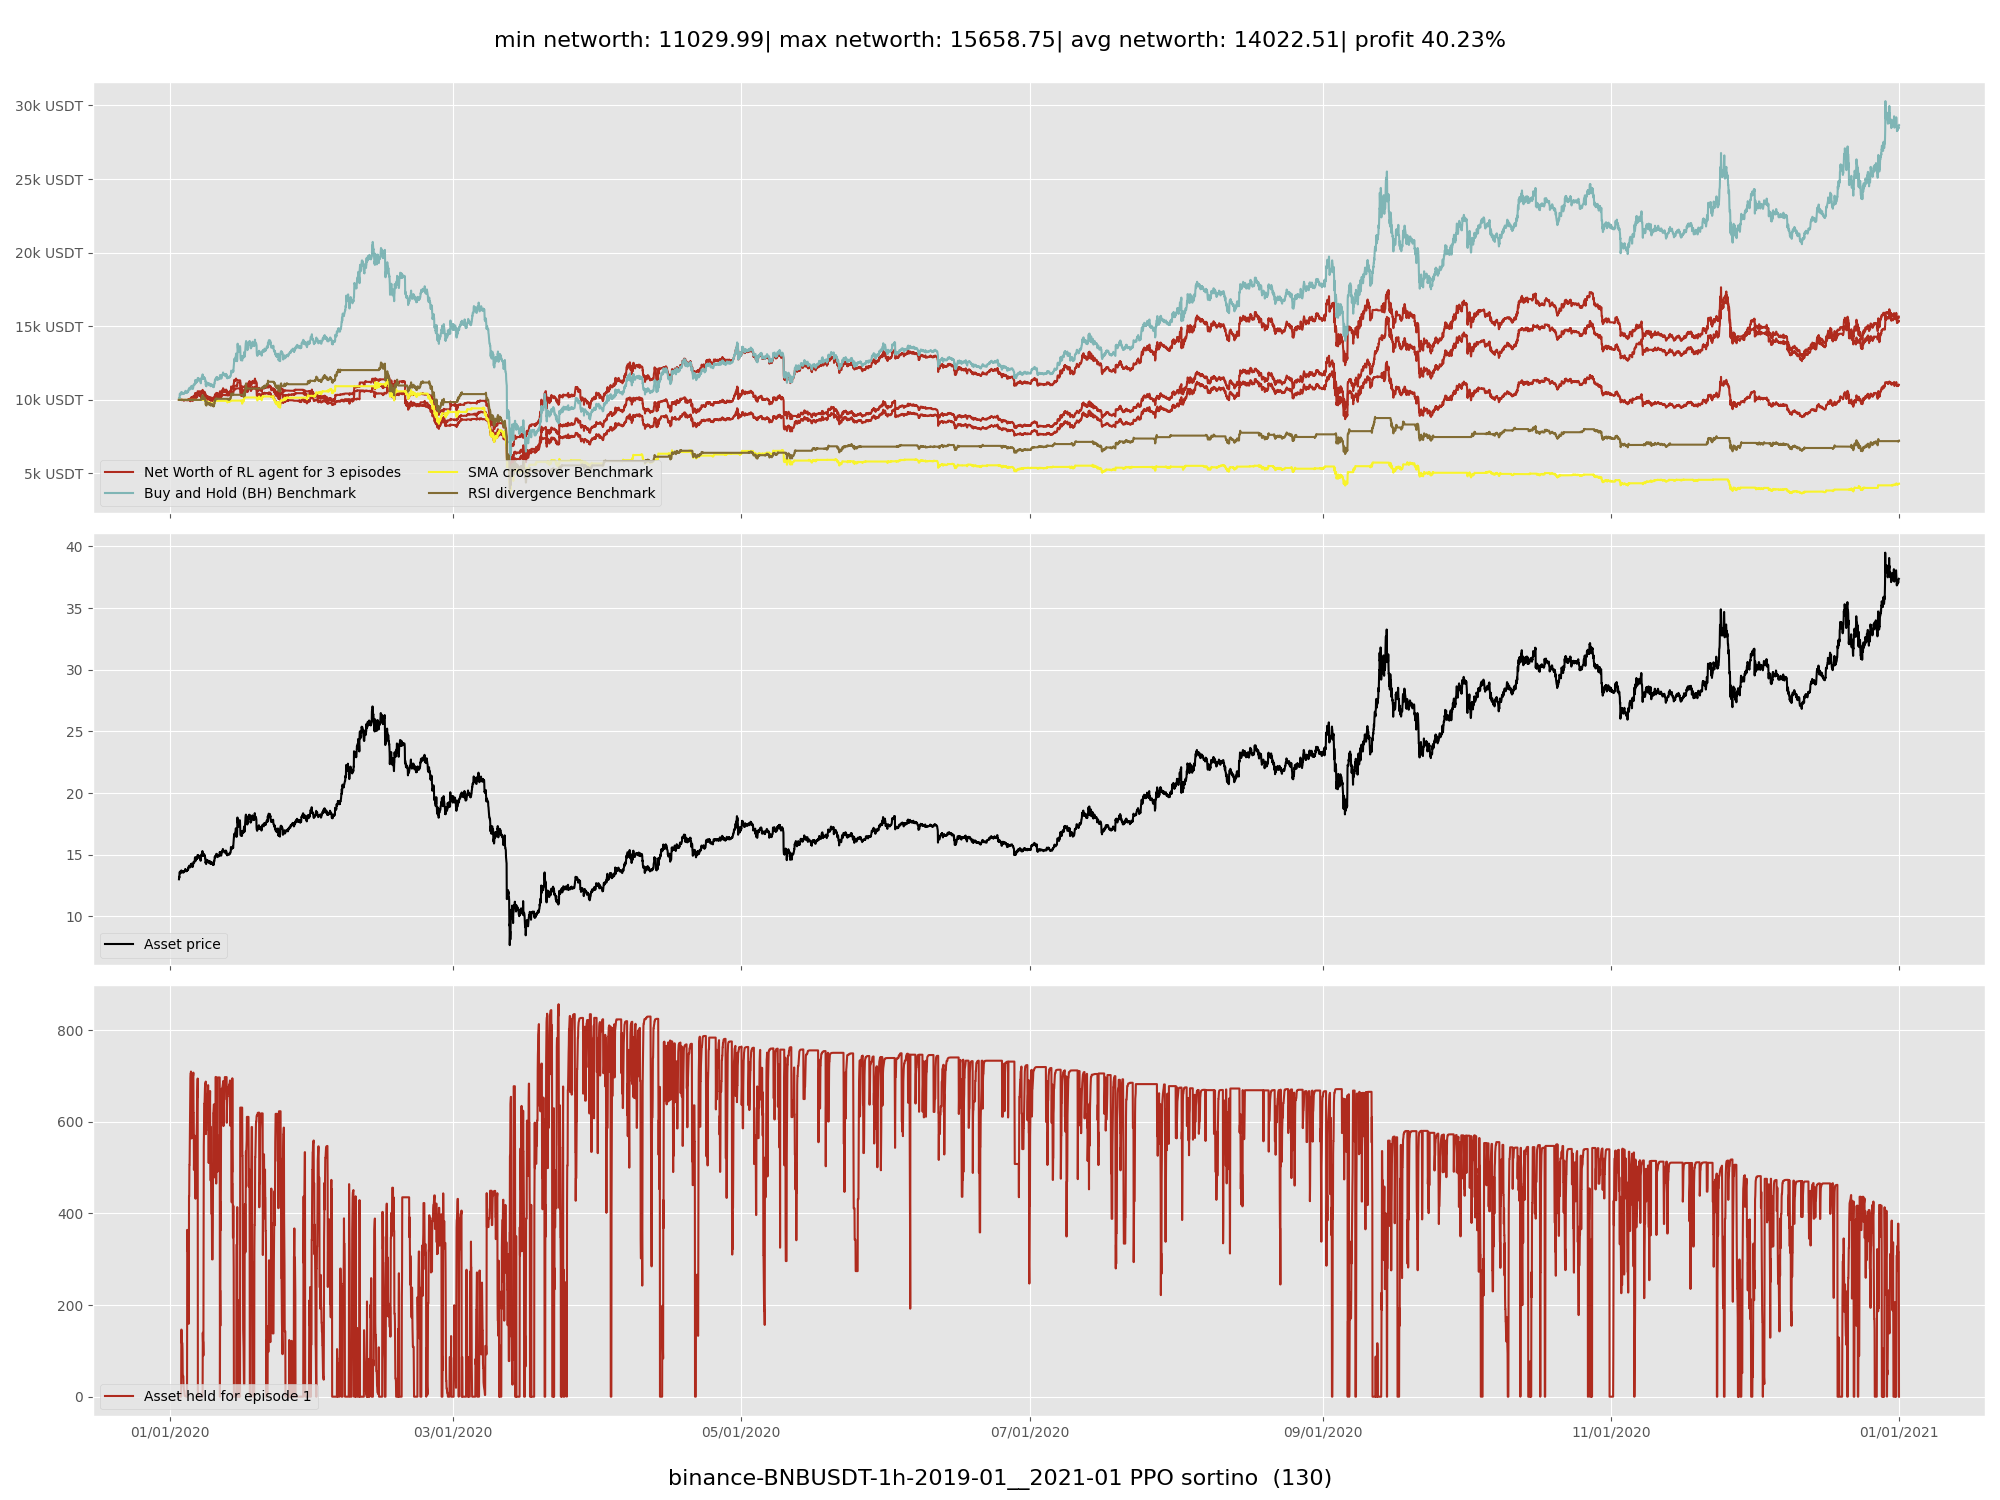 min networth: 11029.99| max networth: 15658.75| avg networth: 14022.51| profit 40.23%
30k USDT
25k USDT
20k USDT
15k USDT
10k USDT
5k USDT
Net Worth of RL agent for 3 episodes
Buy and Hold (BH) Benchmark
SMA crossover Benchmark
RSI divergence Benchmark
40
35
30
25
20
15
10
Asset price
800
600
400
200
0
Asset held for episode 1
01/01/2020 03/01/2020 05/01/2020 07/01/2020 09/01/2020 11/01/2020 01/01/2021
binance-BNBUSDT-1h-2019-01__2021-01 PPO sortino (130)